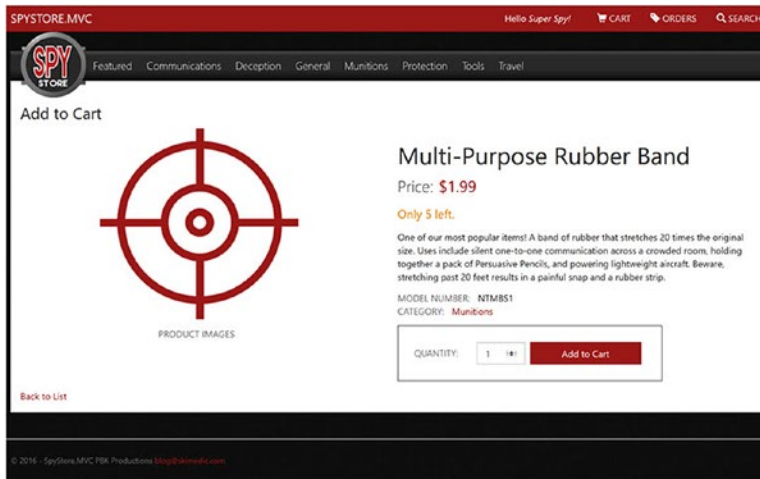 SPYSTORE.MVC
Hello Super Spy!
CART
ORDERS
SEARCH
SPY
STORE
Featured Communications Deception General Munitions Protection Tools Travel
Add to Cart
Multi-Purpose Rubber Band
Price: $1.99
Only 5 left.
One of our most popular items! A band of rubber that stretches 20 times the original
size. Uses include silent one-to-one communication across a crowded room, holding
together a pack of Persuasive Pencils, and powering lightweight aircraft. Beware,
stretching past 20 feet results in a painful snap and a rubber strip.
MODEL NUMBER: NTMBS1
CATEGORY: Munitions
PRODUCT IMAGES
QUANTITY: 1 Add to Cart
Back to List
© 2016 - SpyStore.MVC PBK Productions blog@skimedic.com